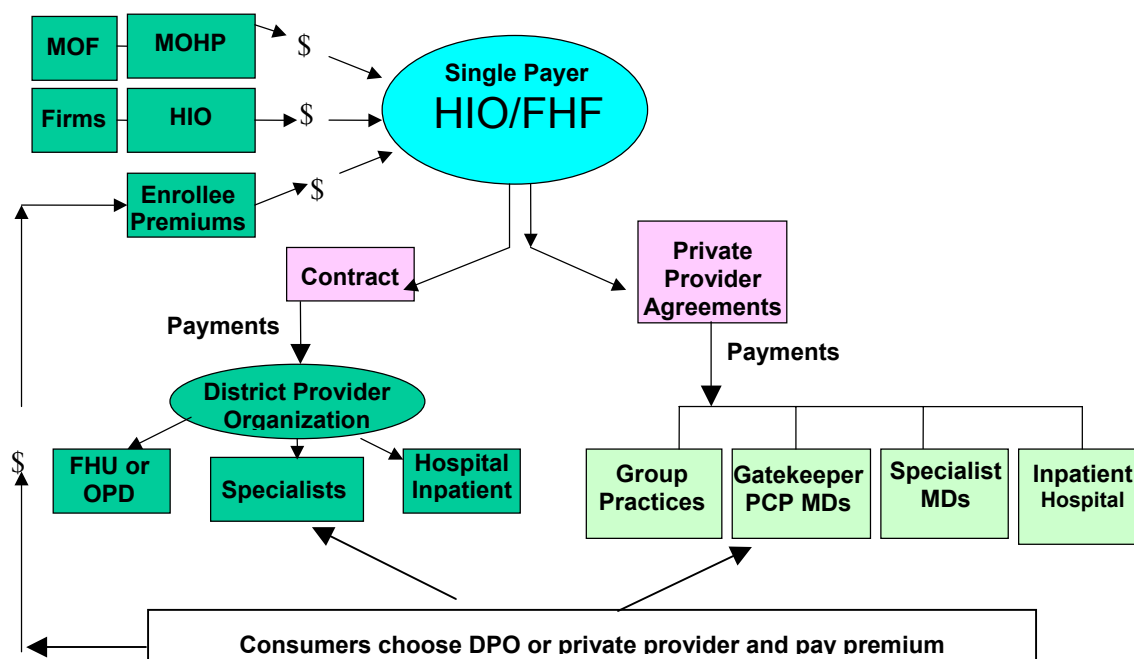 MOF
MOHP
$
Single Payer
HIO/FHF
Firms
HIO
$
Enrollee
Premiums
$
Contract
Private
Provider
Agreements
Payments
Payments
District Provider
Organization
$
FHU or
OPD
Specialists
Hospital
Inpatient
Group
Practices
Gatekeeper
PCP MDs
Specialist
MDs
Inpatient
Hospital
Consumers choose DPO or private provider and pay premium